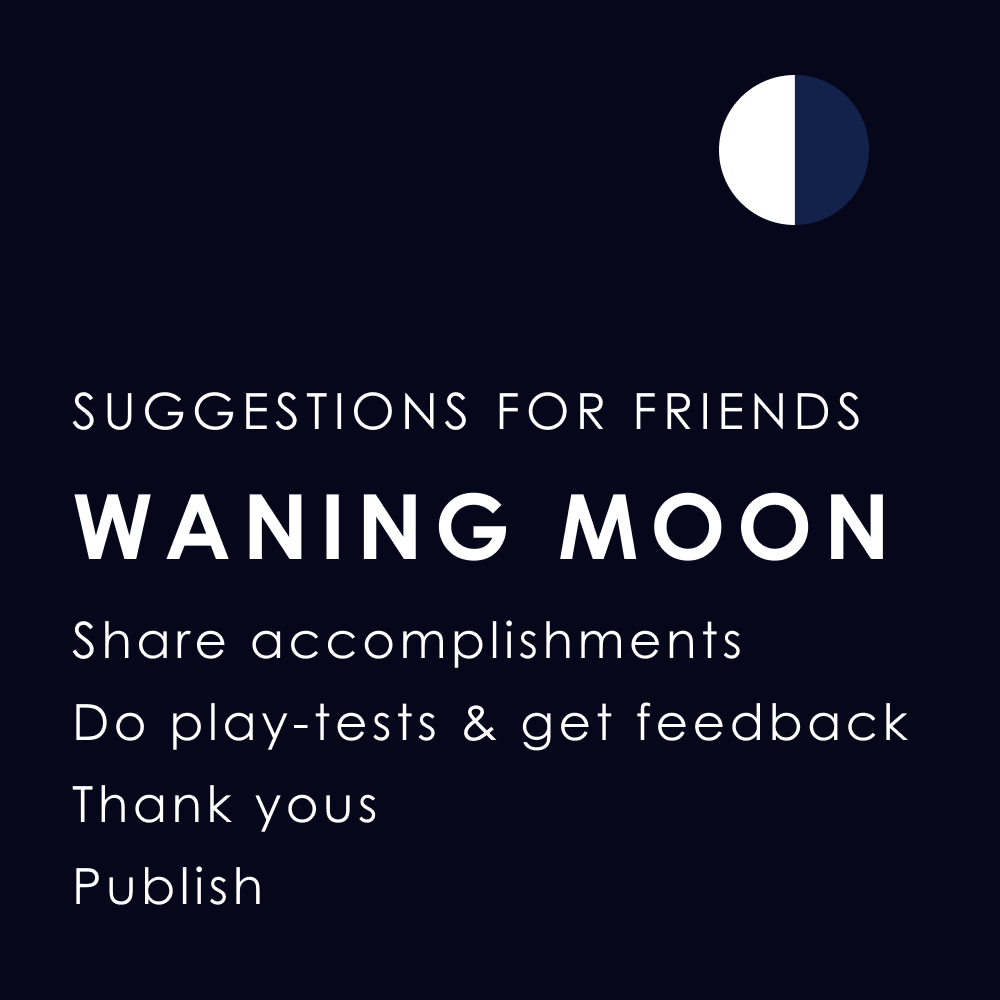 SUGGESTIONS FOR FRIENDS
WANING MOON
Share accomplishments
Do play-tests & get feedback
Thank yous
Publish